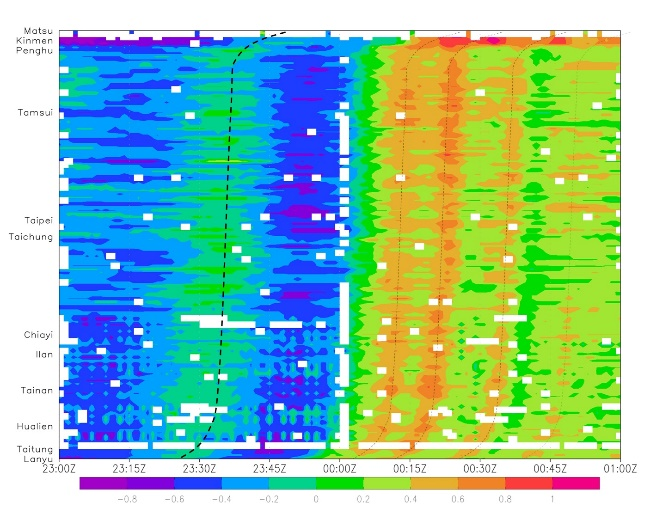 Matsu
Kinmen
Penghu
Tamsui
Taipei
Taichung
Chiayi
Ilan
Tainan
Hualien
Taitung
Lanyu
23:00Z 23:15Z 23:30Z 23:45Z 00:00Z 00:15Z 00:30Z 00:45Z 01:00Z
-0.8 -0.6 -0.4 -0.2 0 0.2 0.4 0.6 0.8 1